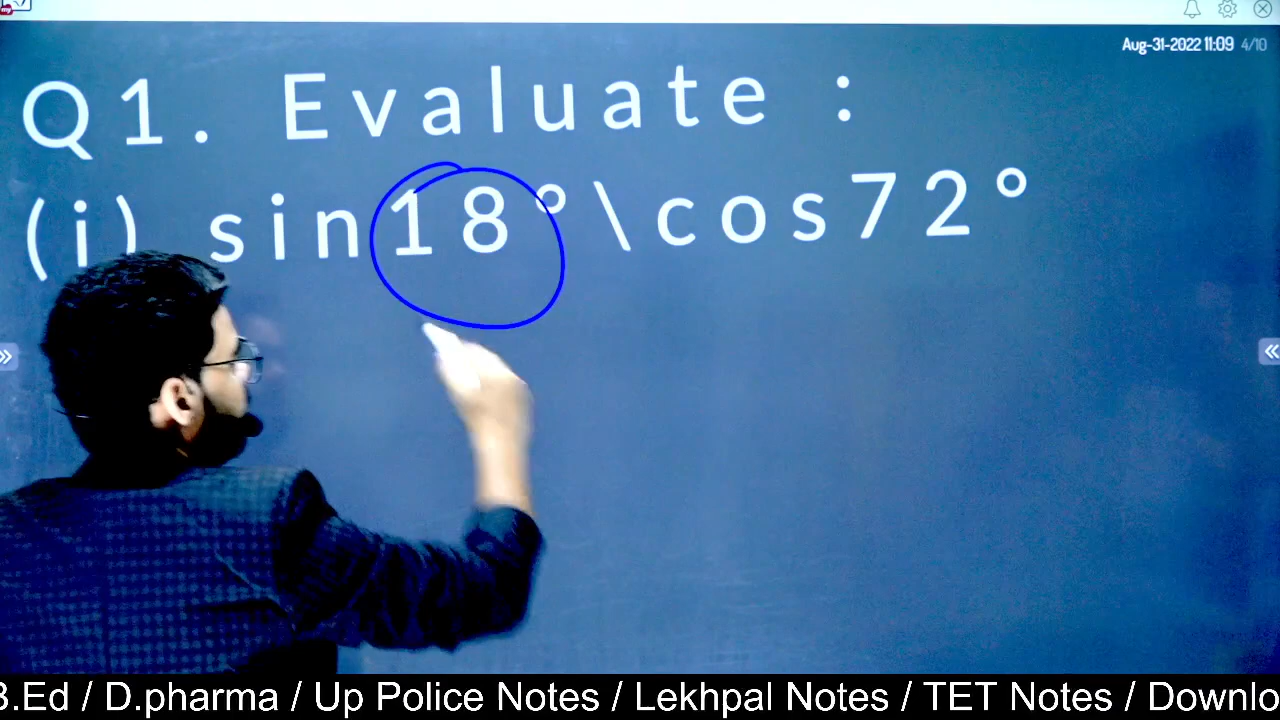 Aug-31-2022 11:09 4/10
Q1. Evaluate :
(i) sin18°\cos72°
B.Ed / D.pharma / Up Police Notes / Lekhpal Notes / TET Notes / Downlo